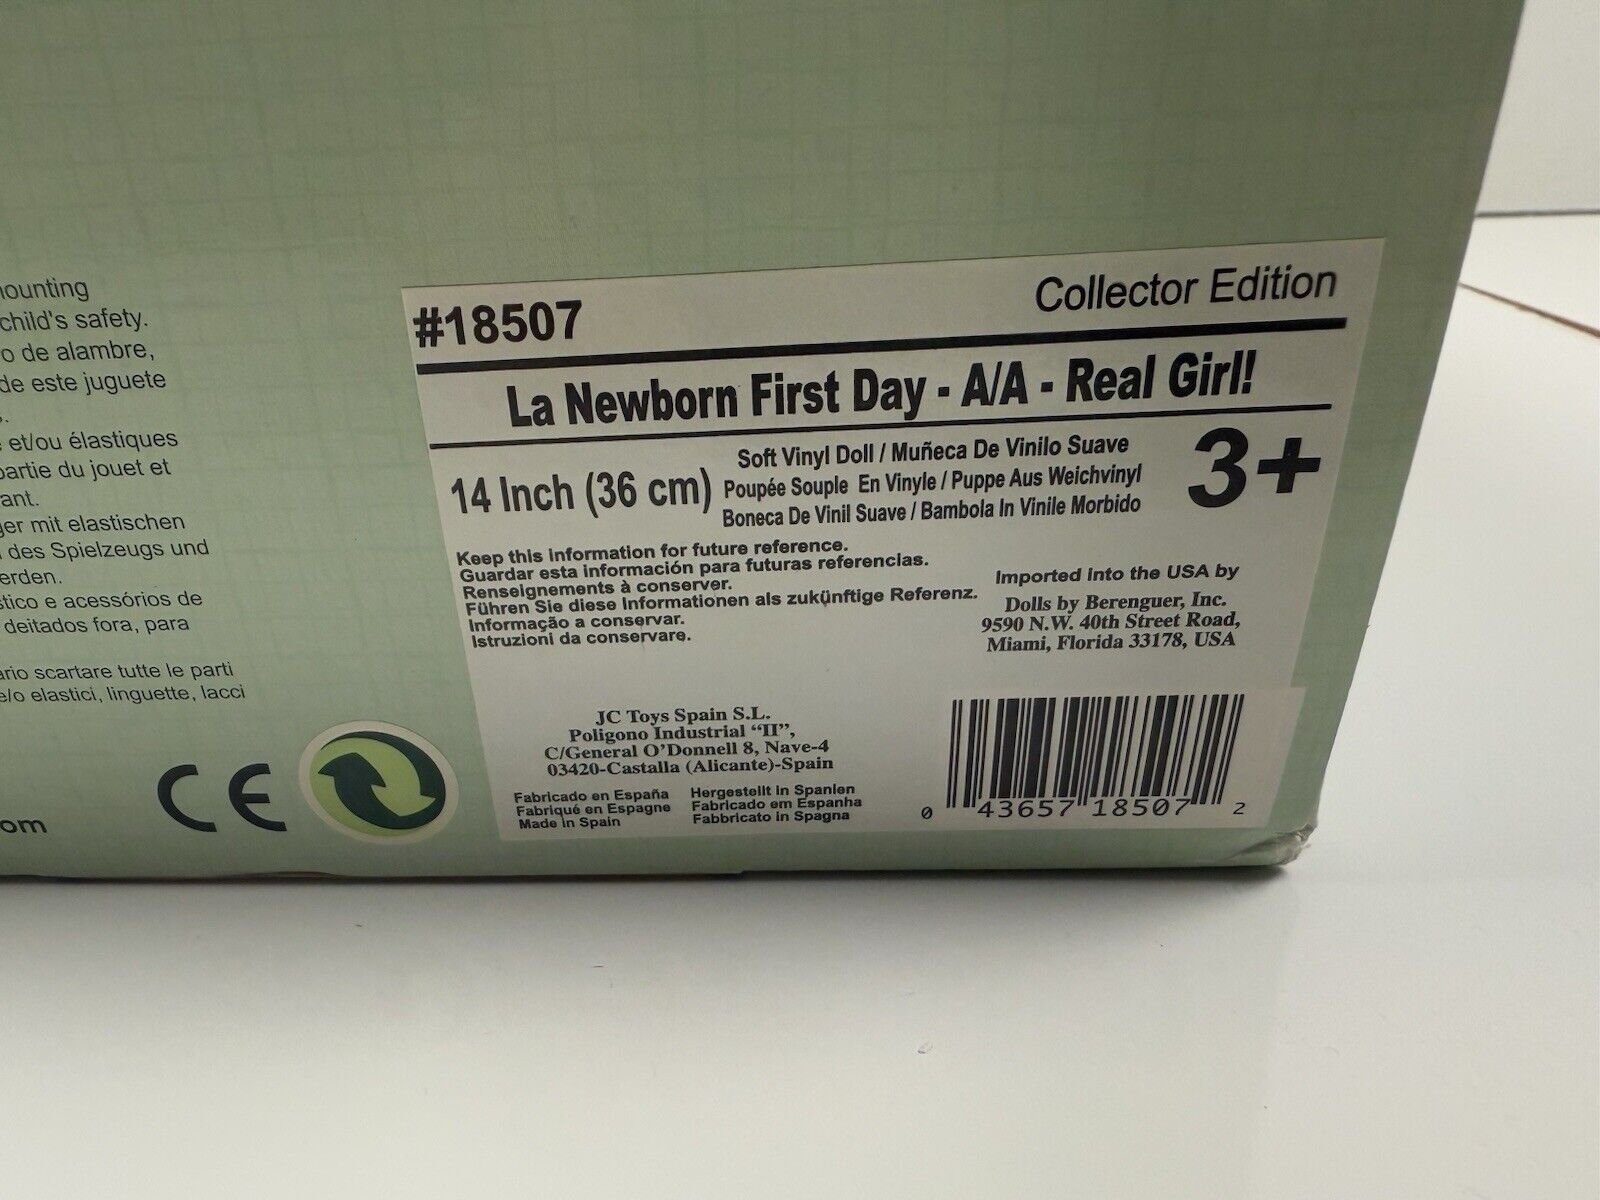 ounting
child's safety.
o de alambre,
de este juguete
et/ou élastiques
partie du jouet et
ant.
ger mit elastischen
des Spielzeugs und
erden.
stico e acessórios de
deitados fora, para
ario scartare tutte le parti
e/o elastici, linguette, lacci
om
CE
#18507
Collector Edition
La Newborn First Day - A/A - Real Girl!
14 Inch (36 cm)
Soft Vinyl Doll / Muñeca De Vinilo Suave
Poupée Souple En Vinyle / Puppe Aus Weichvinyl
Boneca De Vinil Suave / Bambola In Vinile Morbido
3+
Keep this information for future reference.
Guardar esta información para futuras referencias.
Renseignements à conserver.
Führen Sie diese Informationen als zukünftige Referenz.
Informação a conservar.
Istruzioni da conservare.
Imported into the USA by
Dolls by Berenguer, Inc.
9590 N.W. 40th Street Road,
Miami, Florida 33178, USA
JC Toys Spain S.L.
Poligono Industrial “II”,
C/General O’Donnell 8, Nave-4
03420-Castalla (Alicante)-Spain
Fabricado en España
Fabriqué en Espagne
Made in Spain
Hergestellt in Spanien
Fabricado em Espanha
Fabbricato in Spagna
0 43657 18507 2